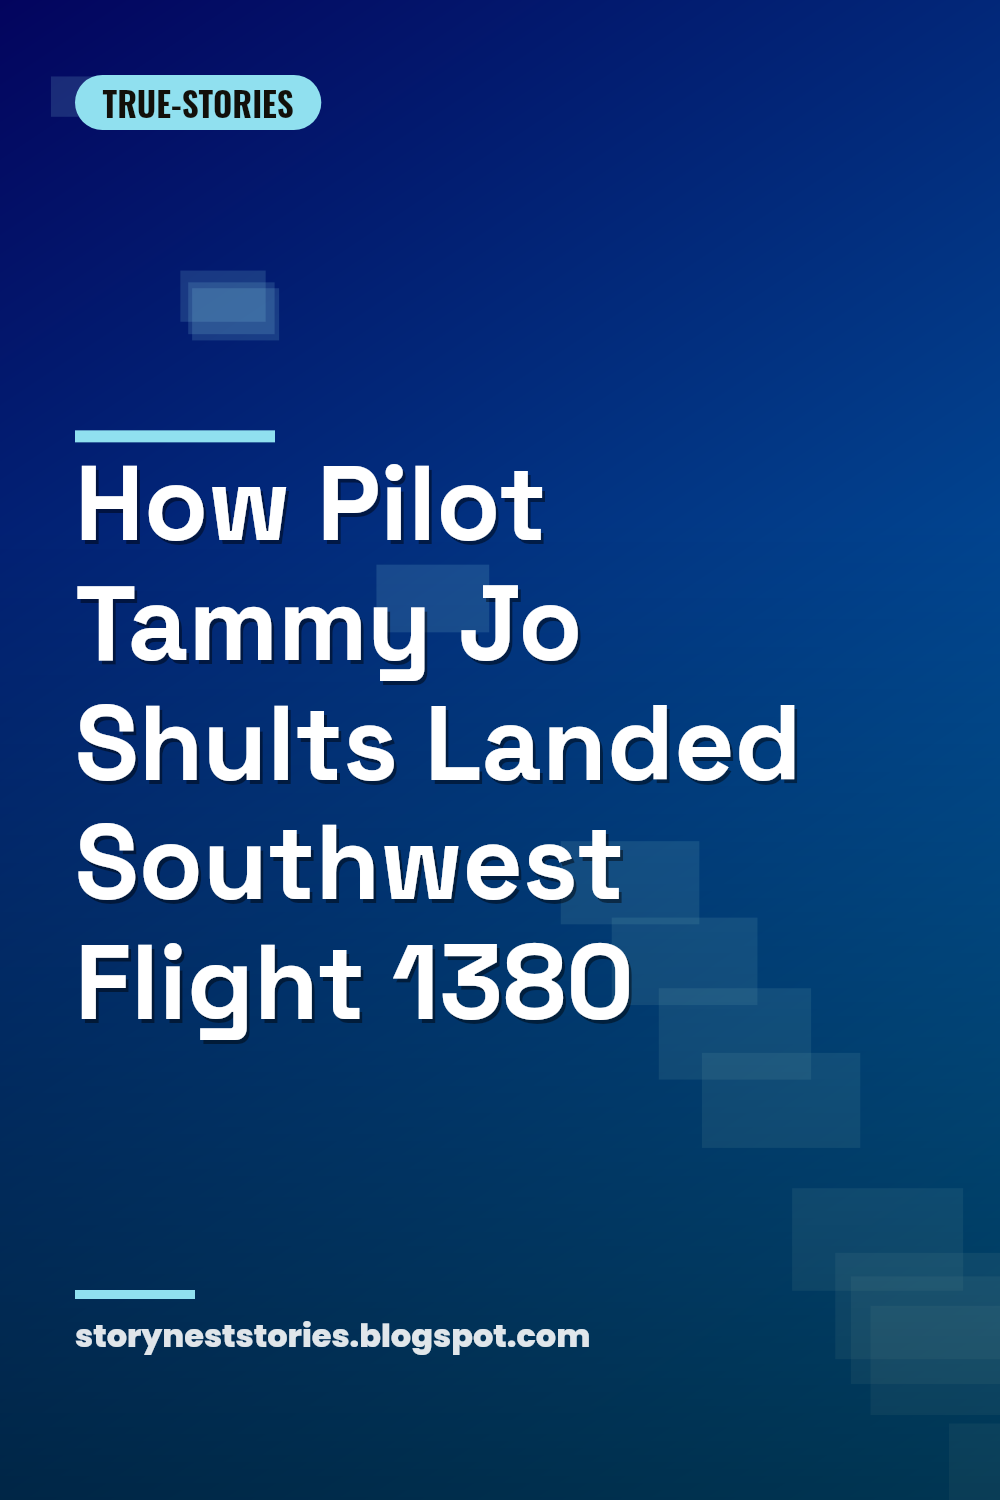 TRUE-STORIES
How Pilot
Tammy Jo
Shults Landed
Southwest
Flight 1380
storyneststories.blogspot.com